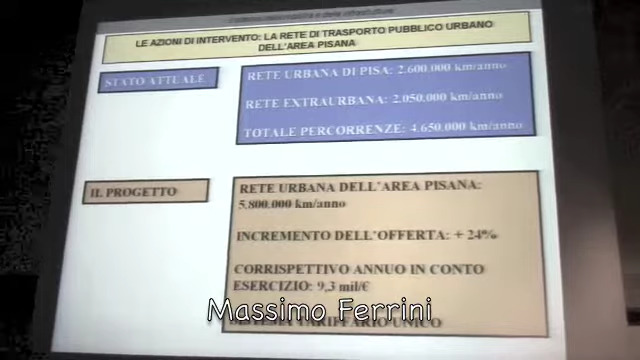 LE AZIONI DI INTERVENTO: LA RETE DI TRASPORTO PUBBLICO URBANO
DELL'AREA PISANA
STATO ATTUALE
RETE URBANA DI PISA: 2.600.000 km/anno
RETE EXTRAURBANA: 2.050.000 km/anno
TOTALE PERCORRENZE: 4.650.000 km/anno
IL PROGETTO
RETE URBANA DELL'AREA PISANA:
5,800.000 km/anno
INCREMENTO DELL'OFFERTA: + 24%
CORRISPETTIVO ANNUO IN CONTO
ESERCIZIO: 9,3 mil/€
SISTEMA TARIFFARIO UNICO
Massimo Ferrini